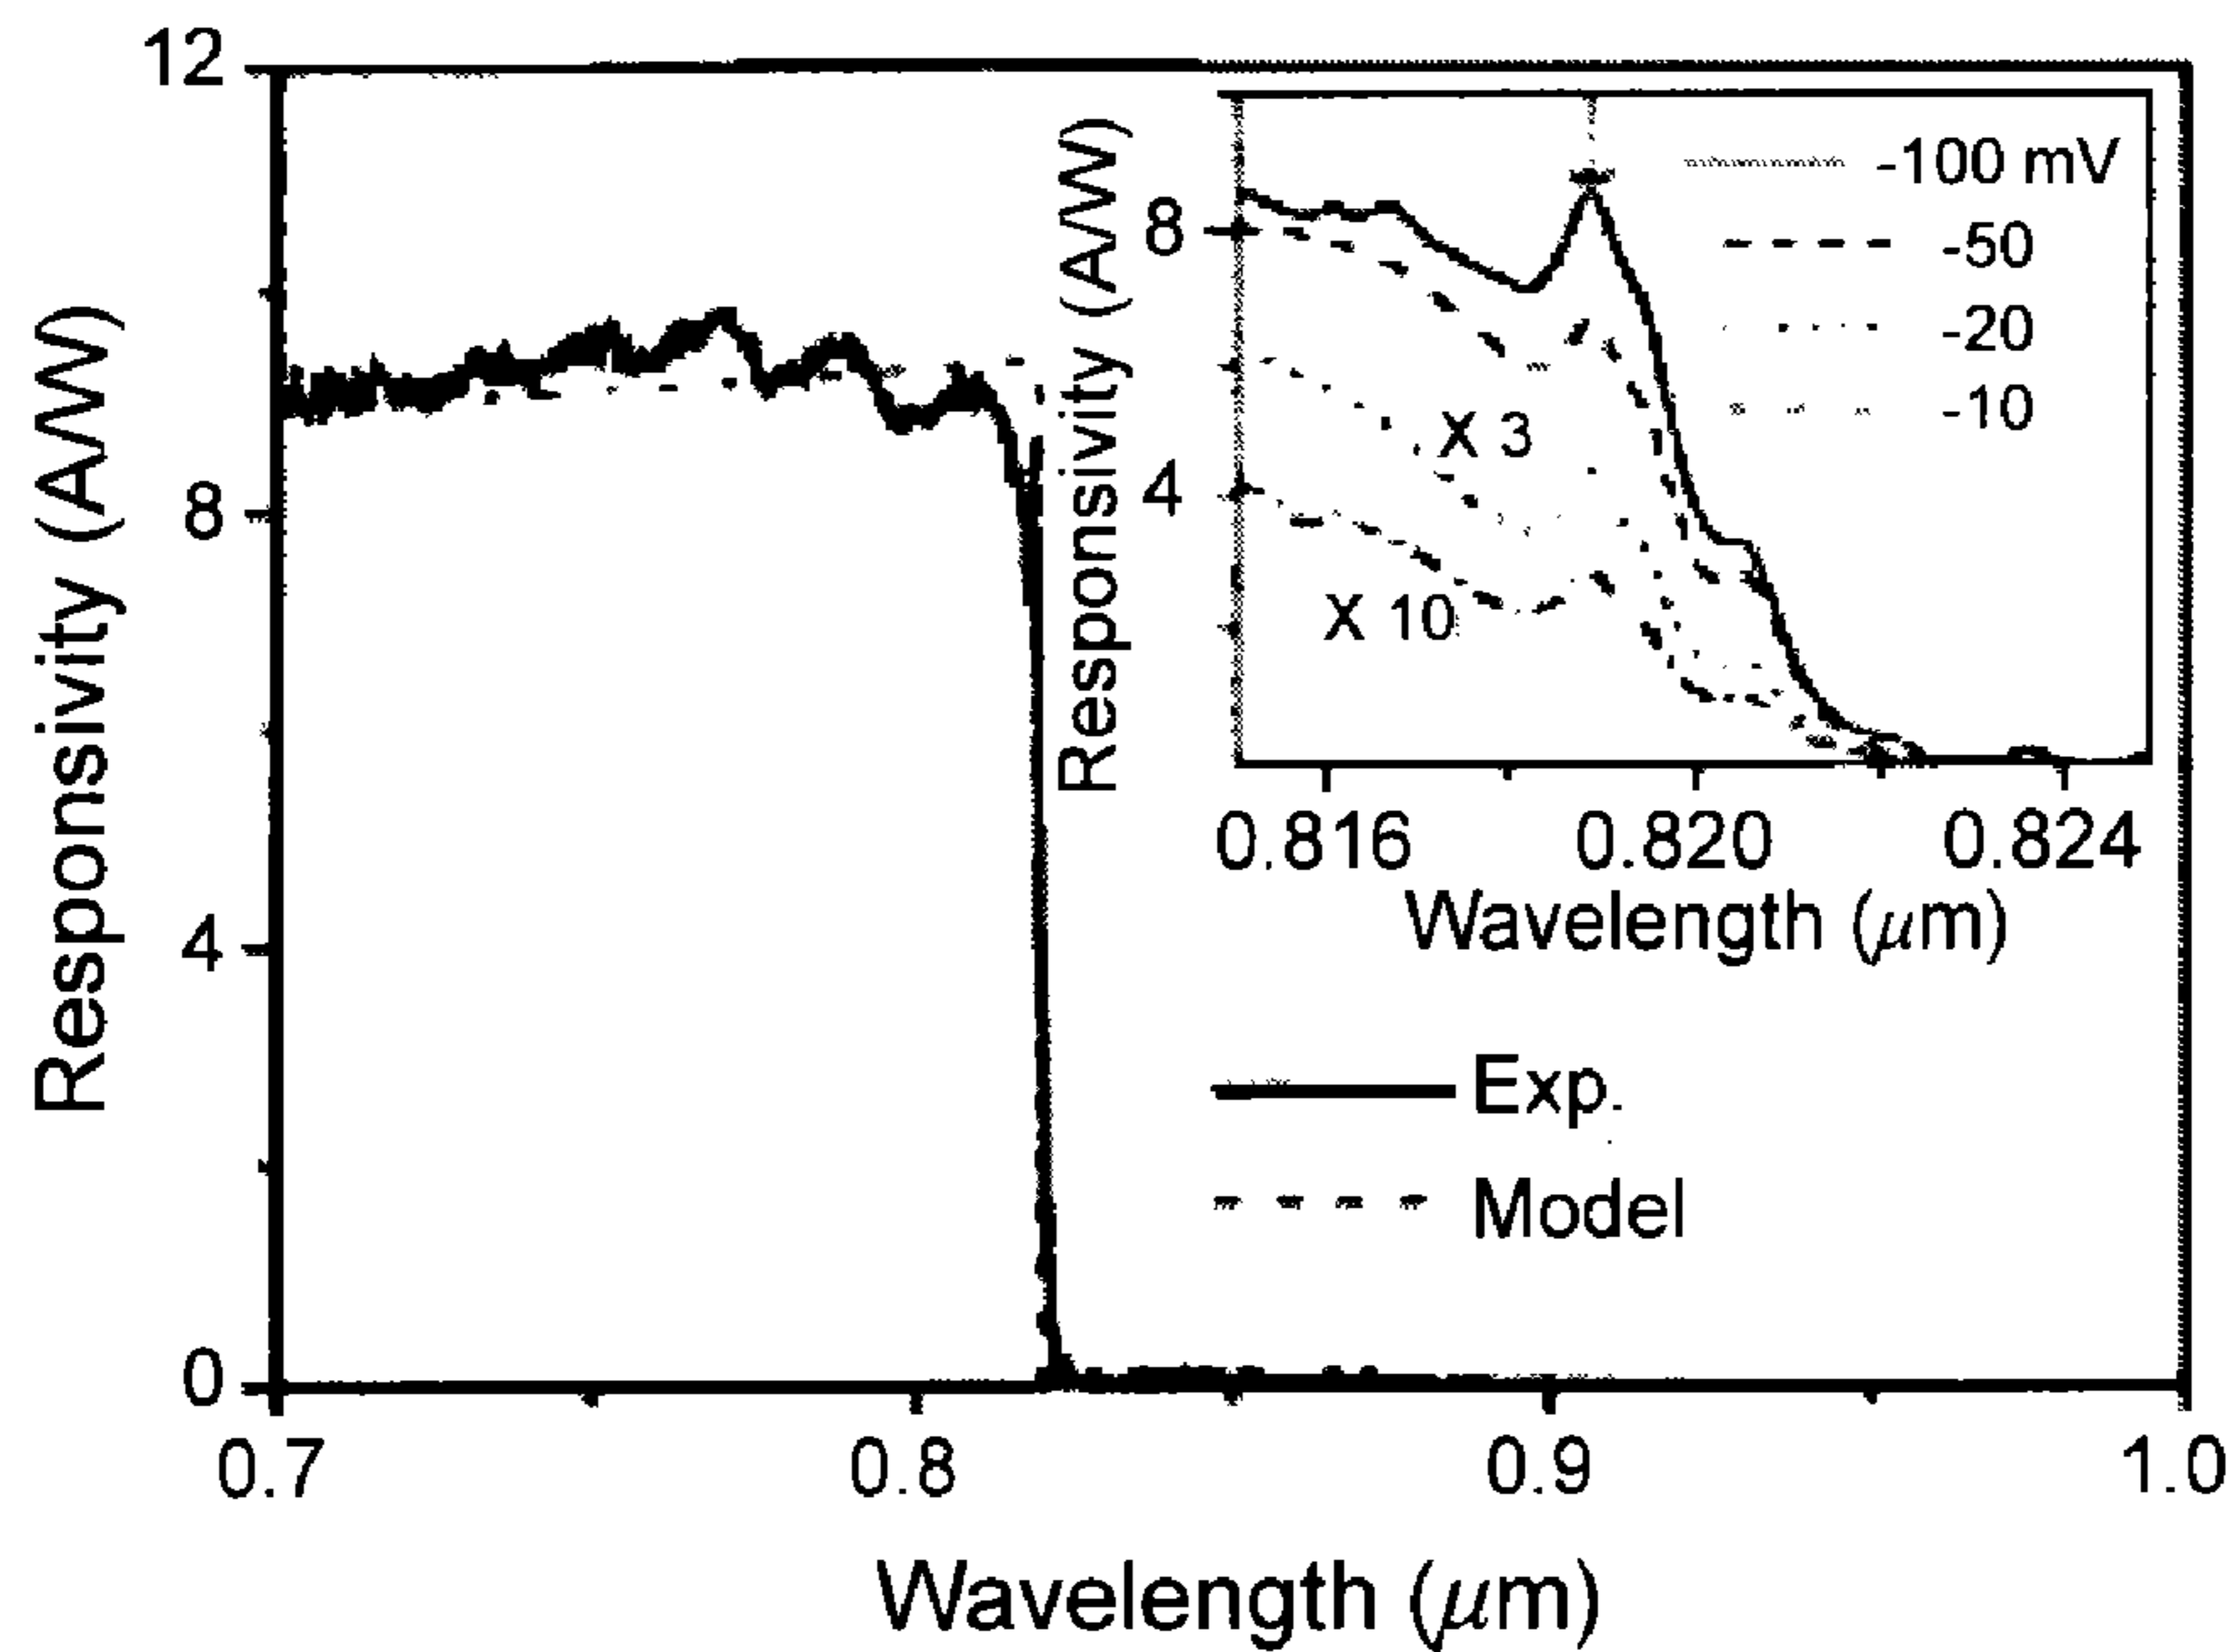 12
8
4
0
Responsivity (A/W)
0.7
0.8
0.9
1.0
Wavelength (μm)
Responsivity (A/W)
8
4
-100 mV
-50
-20
-10
X 3
X 10
0.816
0.820
0.824
Wavelength (μm)
Exp.
Model